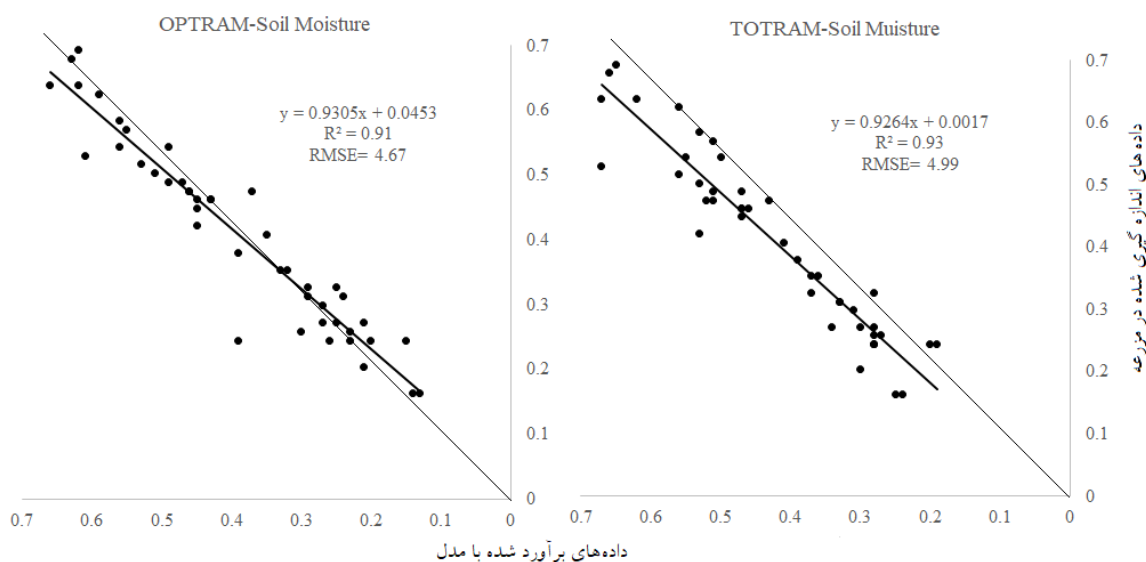 OPTRAM-Soil Moisture
y = 0.9305x + 0.0453
R² = 0.91
RMSE= 4.67
0.7
0.6
0.5
0.4
0.3
0.2
0.1
0
0.7 0.6 0.5 0.4 0.3 0.2 0
TOTRAM-Soil Muisture
y = 0.9264x + 0.0017
R² = 0.93
RMSE= 4.99
0.7
0.6
0.5
0.4
0.3
0.2
0.1
0
0.7 0.6 0.5 0.4 0.3 0.2 0
داده‌های اندازه گیری شده در مزرعه
داده‌های برآورد شده با مدل